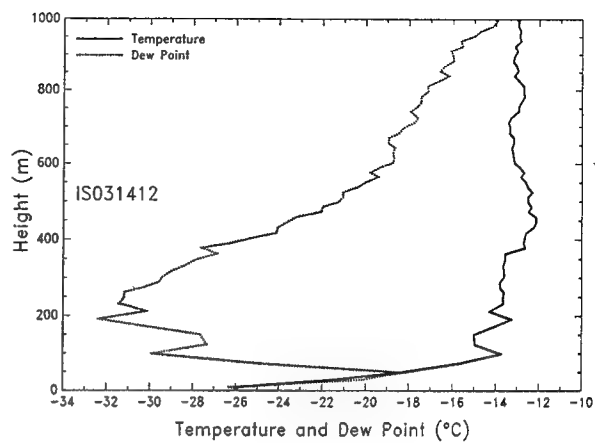 1000
Temperature
Dew Point
800
600
ISO31412
400
200
0
Height (m)
-34 -32 -30 -28 -26 -24 -22 -20 -18 -16 -14 -12 -10
Temperature and Dew Point (°C)